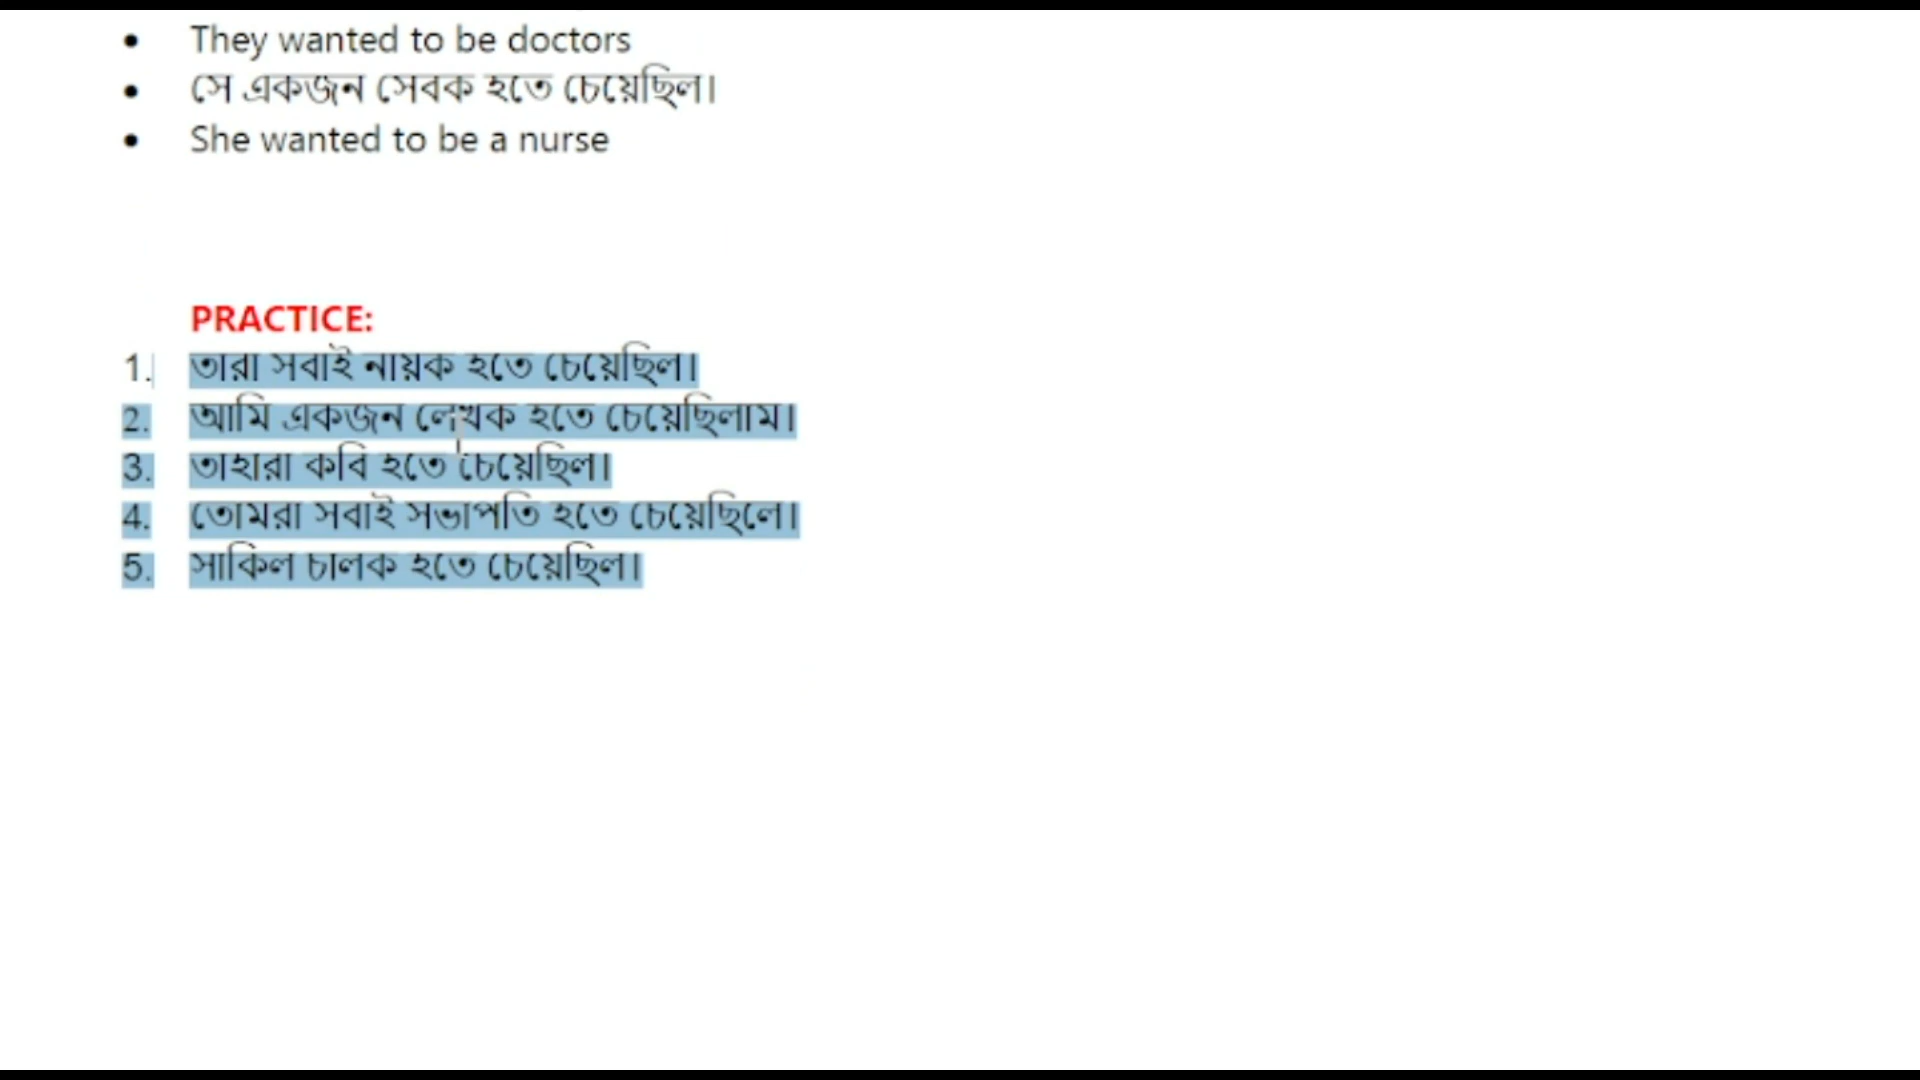 • They wanted to be doctors
• সে একজন সেবক হতে চেয়েছিল।
• She wanted to be a nurse
PRACTICE:
1. তারা সবাই নায়ক হতে চেয়েছিল।
2. আমি একজন লেখক হতে চেয়েছিলাম।
3. তাহারা কবি হতে চেয়েছিল।
4. তোমরা সবাই সভাপতি হতে চেয়েছিলে।
5. সাকিল চালক হতে চেয়েছিল।